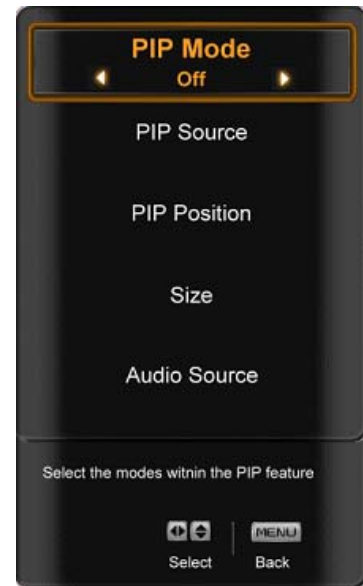 PIP Mode
Off
PIP Source
PIP Position
Size
Audio Source
Select the modes witnin the PIP feature
MENU
Select Back